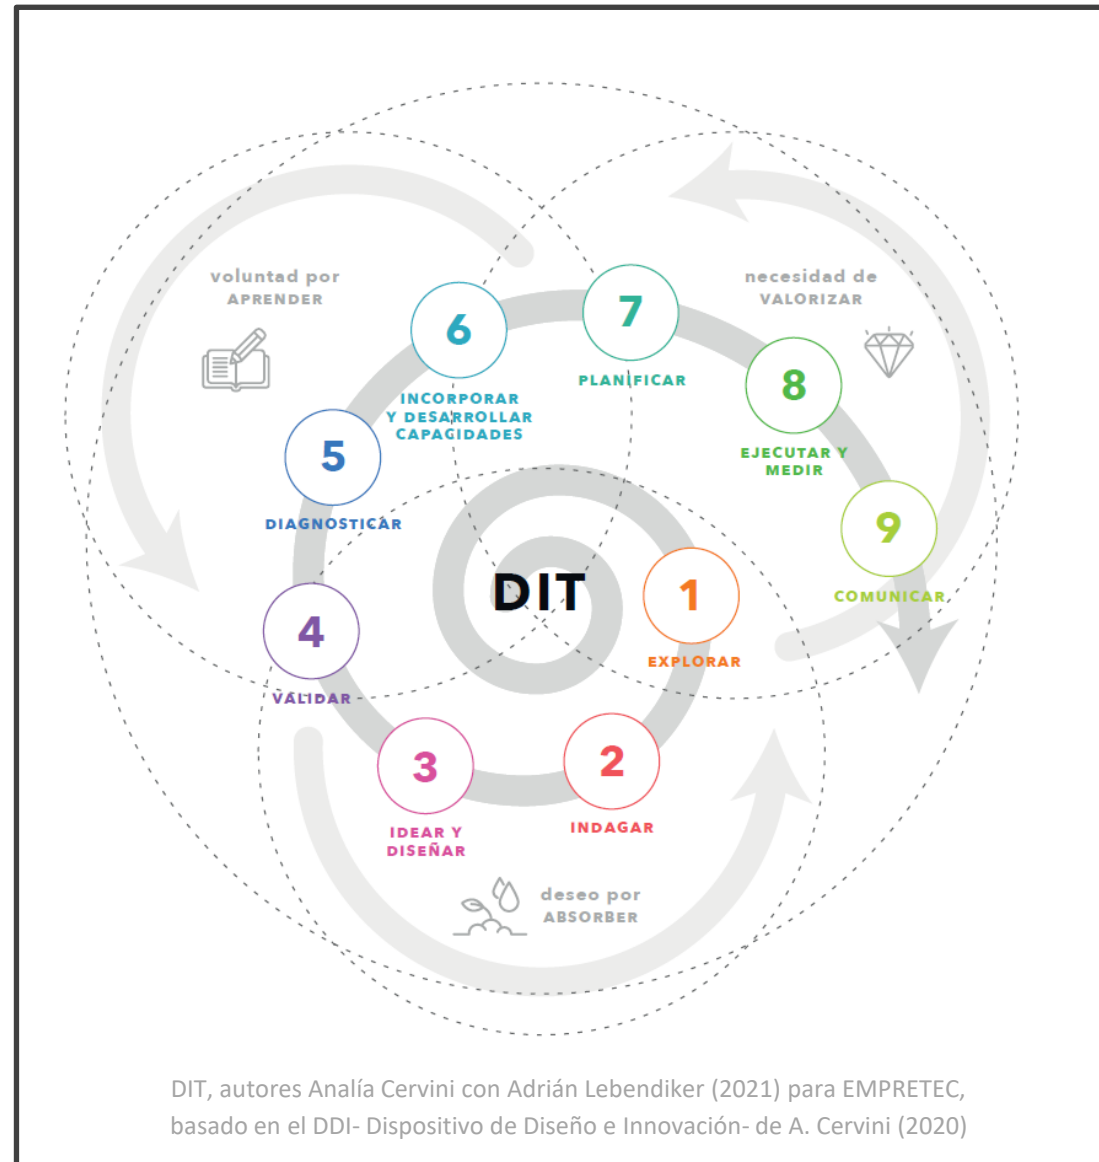 voluntad por
APRENDER
necesidad de
VALORIZAR
6
INCORPORAR
Y DESARROLLAR
CAPAGIDADES
7
PLANIFICAR
8
EJECUTAR Y
MEDIR
5
DIAGNOSTICAR
9
COMUNICAR
DIT
1
EXPLORAR
4
VALIDAR
3
IDEAR Y
DISEÑAR
2
INDAGAR
deseo por
ABSORBER
DIT, autores Analía Cervini con Adrián Lebendiker (2021) para EMPRETEC,
basado en el DDI- Dispositivo de Diseño e Innovación- de A. Cervini (2020)